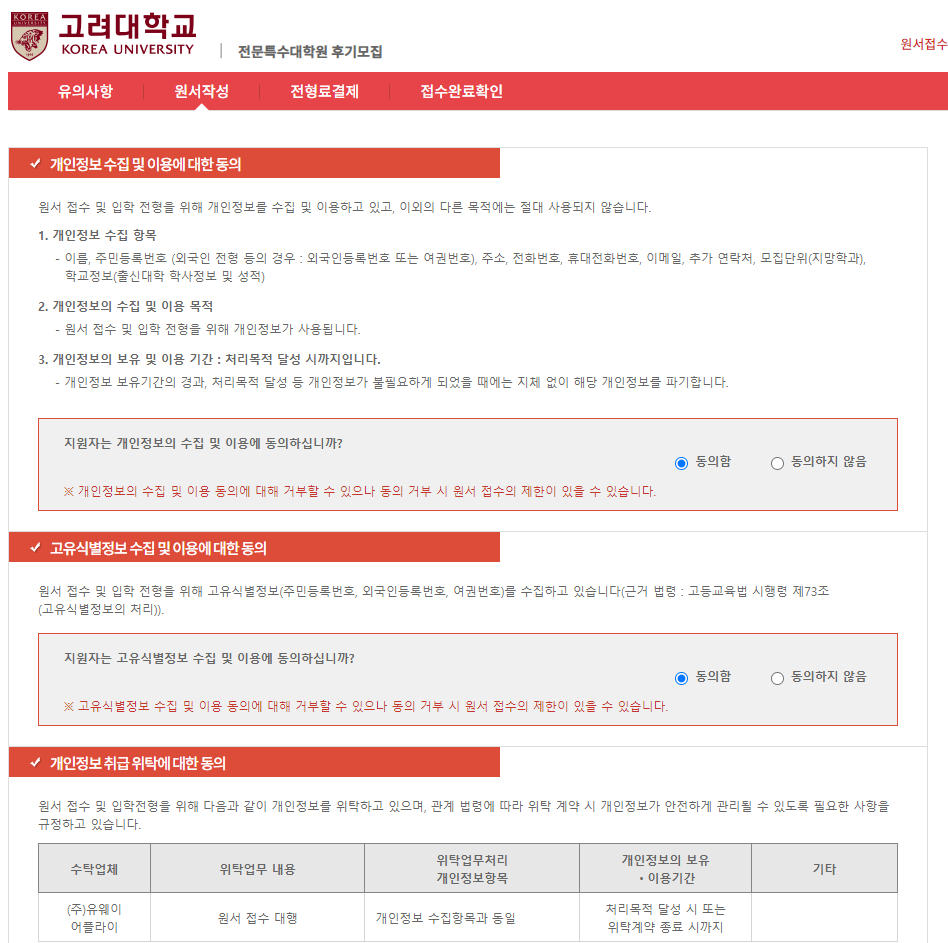 KOREA
UNIVERSITY
고려대학교
KOREA UNIVERSITY
| 전문특수대학원 후기모집
원서접수
유의사항 원서작성 전형료결제 접수완료확인
개인정보 수집 및 이용에 대한 동의
원서 접수 및 입학 전형을 위해 개인정보를 수집 및 이용하고 있고, 이외의 다른 목적에는 절대 사용되지 않습니다.
1. 개인정보 수집 항목
- 이름, 주민등록번호 (외국인 전형 등의 경우 : 외국인등록번호 또는 여권번호), 주소, 전화번호, 휴대전화번호, 이메일, 추가 연락처, 모집단위(지망학과),
학교정보(출신대학 학사정보 및 성적)
2. 개인정보의 수집 및 이용 목적
- 원서 접수 및 입학 전형을 위해 개인정보가 사용됩니다.
3. 개인정보의 보유 및 이용 기간 : 처리목적 달성 시까지입니다.
- 개인정보 보유기간의 경과, 처리목적 달성 등 개인정보가 불필요하게 되었을 때에는 지체 없이 해당 개인정보를 파기합니다.
지원자는 개인정보의 수집 및 이용에 동의하십니까?
동의함 동의하지 않음
※ 개인정보의 수집 및 이용 동의에 대해 거부할 수 있으나 동의 거부 시 원서 접수의 제한이 있을 수 있습니다.
고유식별정보 수집 및 이용에 대한 동의
원서 접수 및 입학 전형을 위해 고유식별정보(주민등록번호, 외국인등록번호, 여권번호)를 수집하고 있습니다(근거 법령 : 고등교육법 시행령 제73조
(고유식별정보의 처리)).
지원자는 고유식별정보 수집 및 이용에 동의하십니까?
동의함 동의하지 않음
※ 고유식별정보 수집 및 이용 동의에 대해 거부할 수 있으나 동의 거부 시 원서 접수의 제한이 있을 수 있습니다.
개인정보 취급 위탁에 대한 동의
원서 접수 및 입학전형을 위해 다음과 같이 개인정보를 위탁하고 있으며, 관계 법령에 따라 위탁 계약 시 개인정보가 안전하게 관리될 수 있도록 필요한 사항을
규정하고 있습니다.
수탁업체 위탁업무 내용 위탁업무처리 개인정보의 보유 기타
개인정보항목 • 이용기간
(주)유웨이 원서 접수 대행 개인정보 수집항목과 동일 처리목적 달성 시 또는
어플라이 위탁계약 종료 시까지